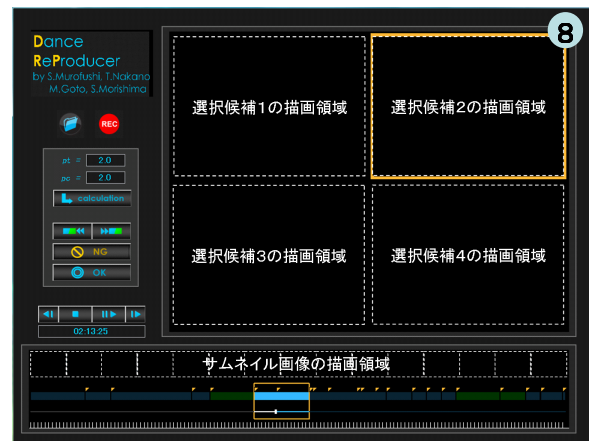 8
Dance
ReProducer
by S.Murofushi, T.Nakano
M.Goto, S.Morishima
REC
pt = 2.0
pc = 2.0
calculation
NG
OK
02:13:25
選択候補1の描画領域
選択候補2の描画領域
選択候補3の描画領域
選択候補4の描画領域
サムネイル画像の描画領域